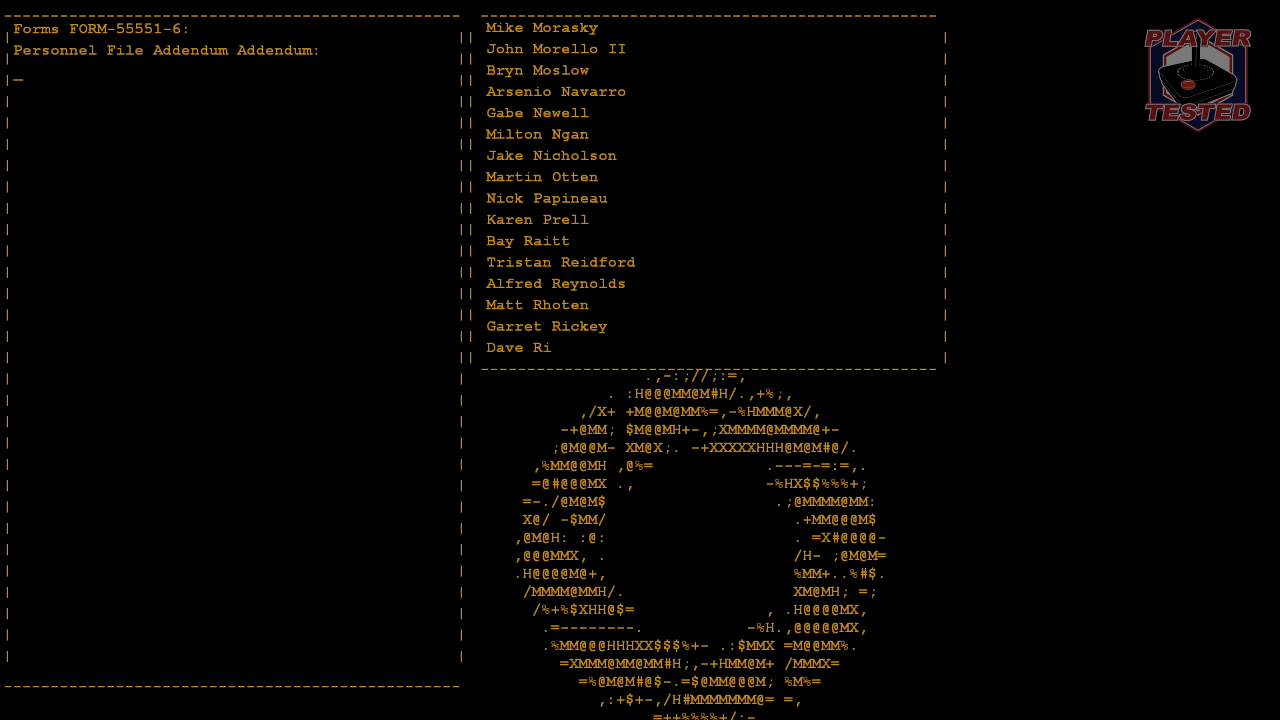 Forms FORM-55551-6:
Personnel File Addendum Addendum:
Mike Morasky
John Morello II
Bryn Moslow
Arsenio Navarro
Gabe Newell
Milton Ngan
Jake Nicholson
Martin Otten
Nick Papineau
Karen Prell
Bay Raitt
Tristan Reidford
Alfred Reynolds
Matt Rhoten
Garret Rickey
Dave Ri
PLAYER
TESTED